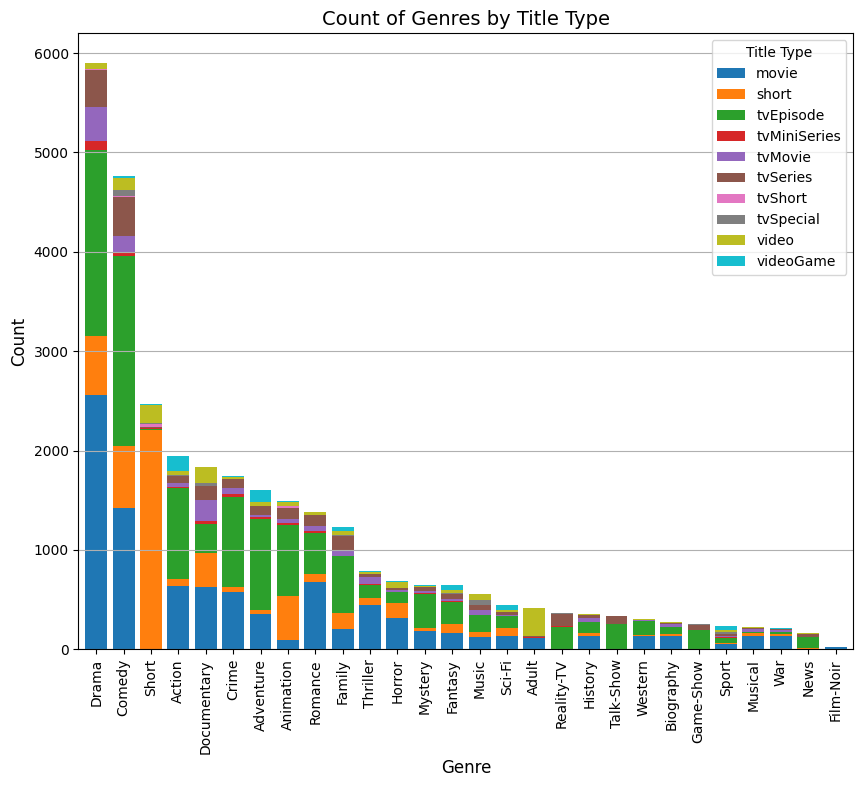 Count of Genres by Title Type
6000
5000
4000
3000
2000
1000
0
Count
Title Type
movie
short
tvEpisode
tvMiniSeries
tvMovie
tvSeries
tvShort
tvSpecial
video
videoGame
Drama
Comedy
Short
Action
Documentary
Crime
Adventure
Animation
Romance
Family
Thriller
Horror
Mystery
Fantasy
Music
Sci-Fi
Adult
Reality-TV
History
Talk-Show
Western
Biography
Game-Show
Sport
Musical
War
News
Film-Noir
Genre